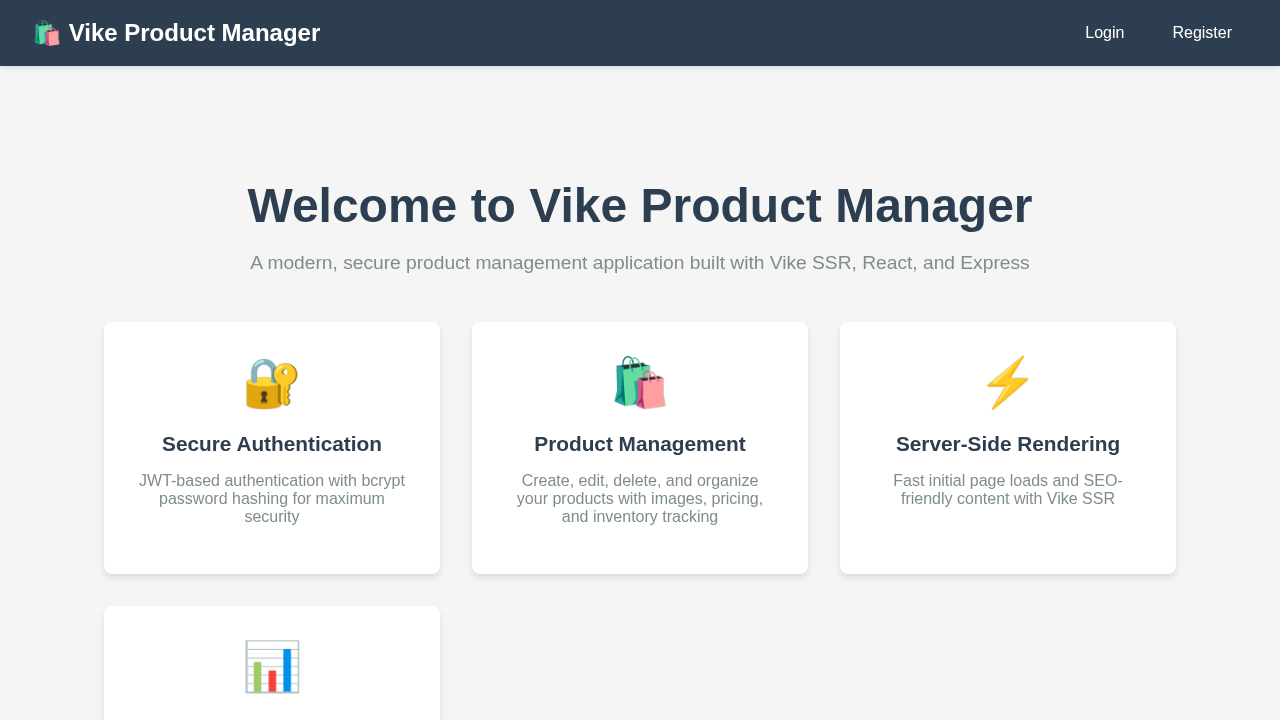 Vike Product Manager
Login
Register
Welcome to Vike Product Manager
A modern, secure product management application built with Vike SSR, React, and Express
Secure Authentication
JWT-based authentication with bcrypt
password hashing for maximum
security
Product Management
Create, edit, delete, and organize
your products with images, pricing,
and inventory tracking
Server-Side Rendering
Fast initial page loads and SEO-
friendly content with Vike SSR